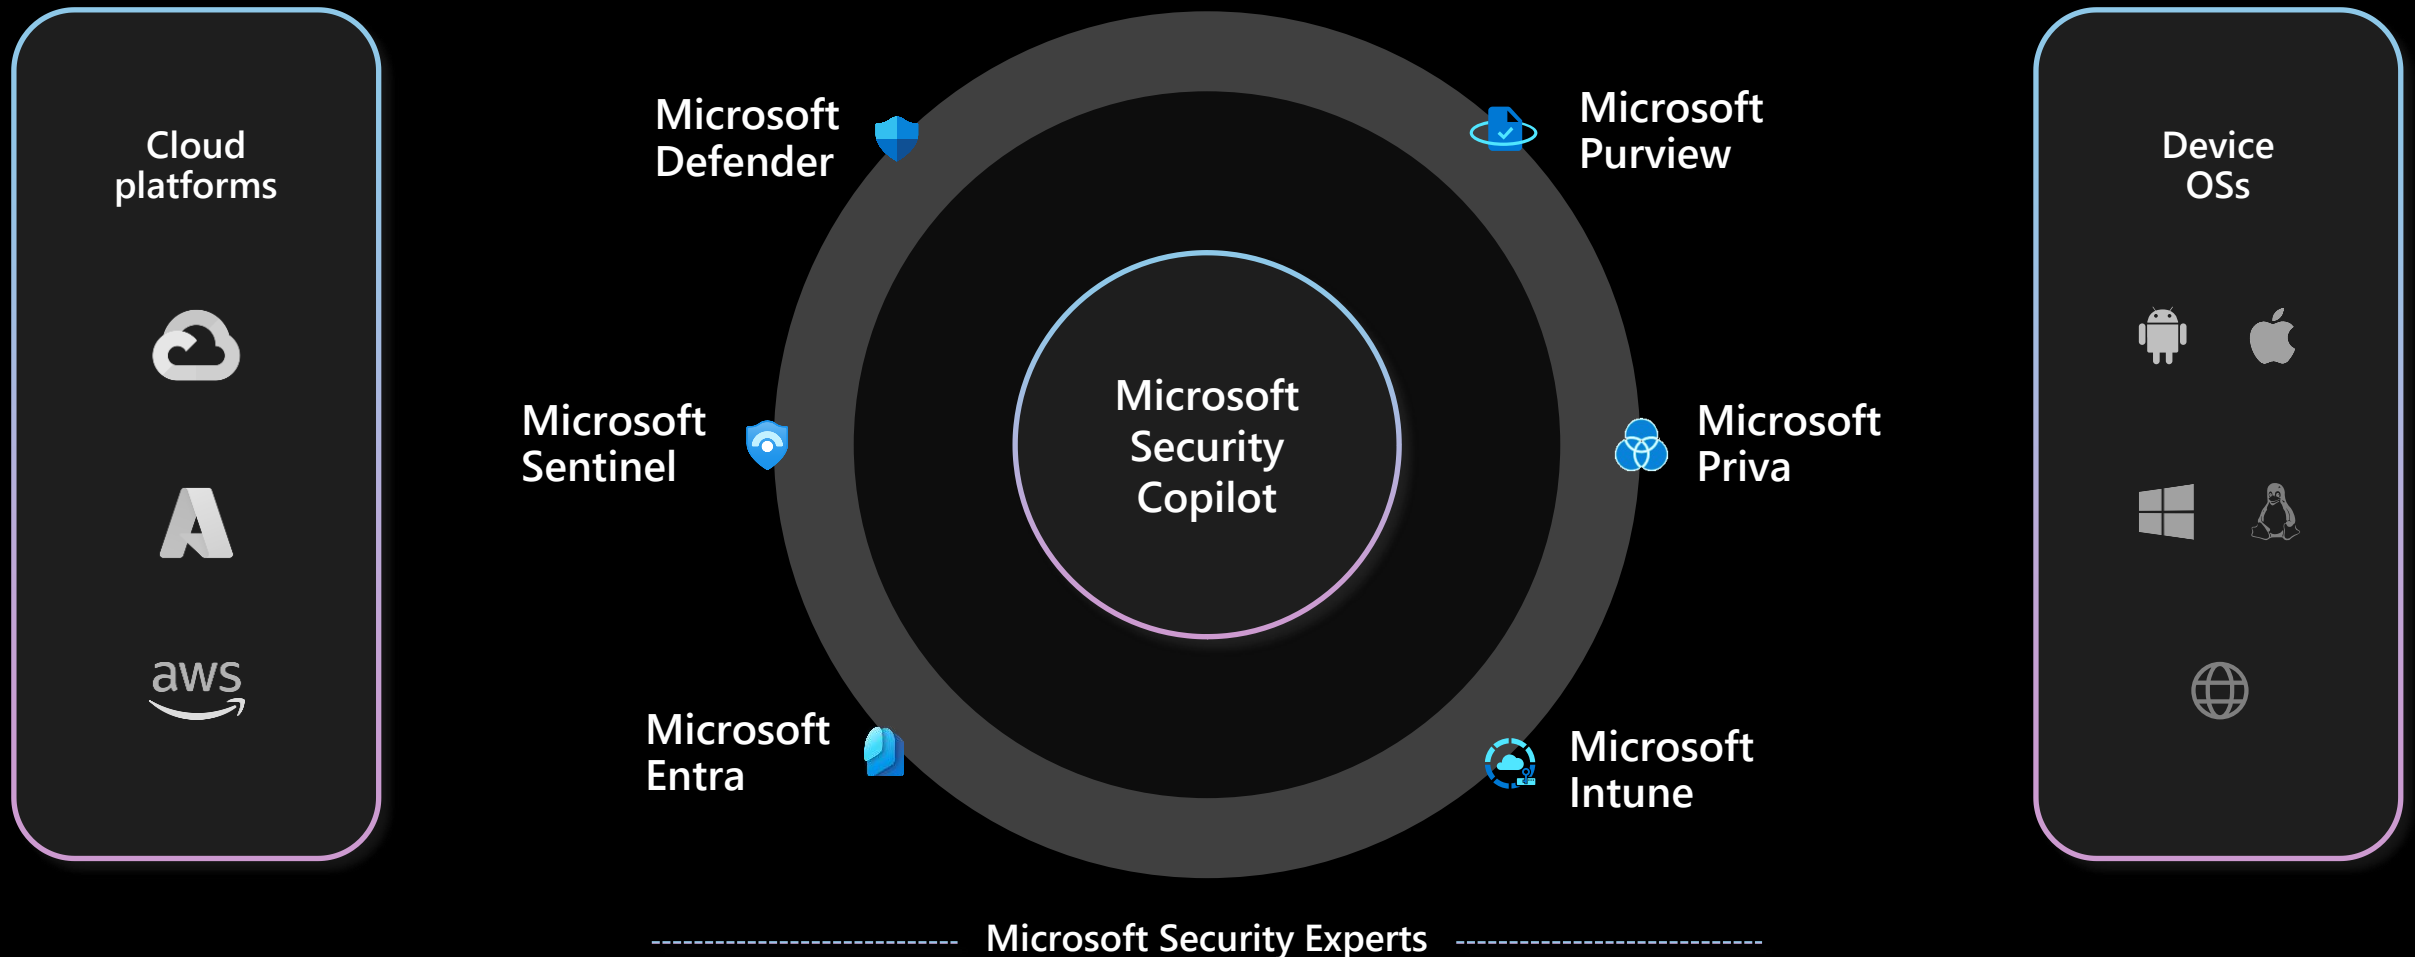 Cloud
platforms
aws
Microsoft
Defender
Microsoft
Sentinel
Microsoft
Entra
Microsoft
Security
Copilot
Microsoft
Purview
Microsoft
Priva
Microsoft
Intune
Device
OSs
Microsoft Security Experts